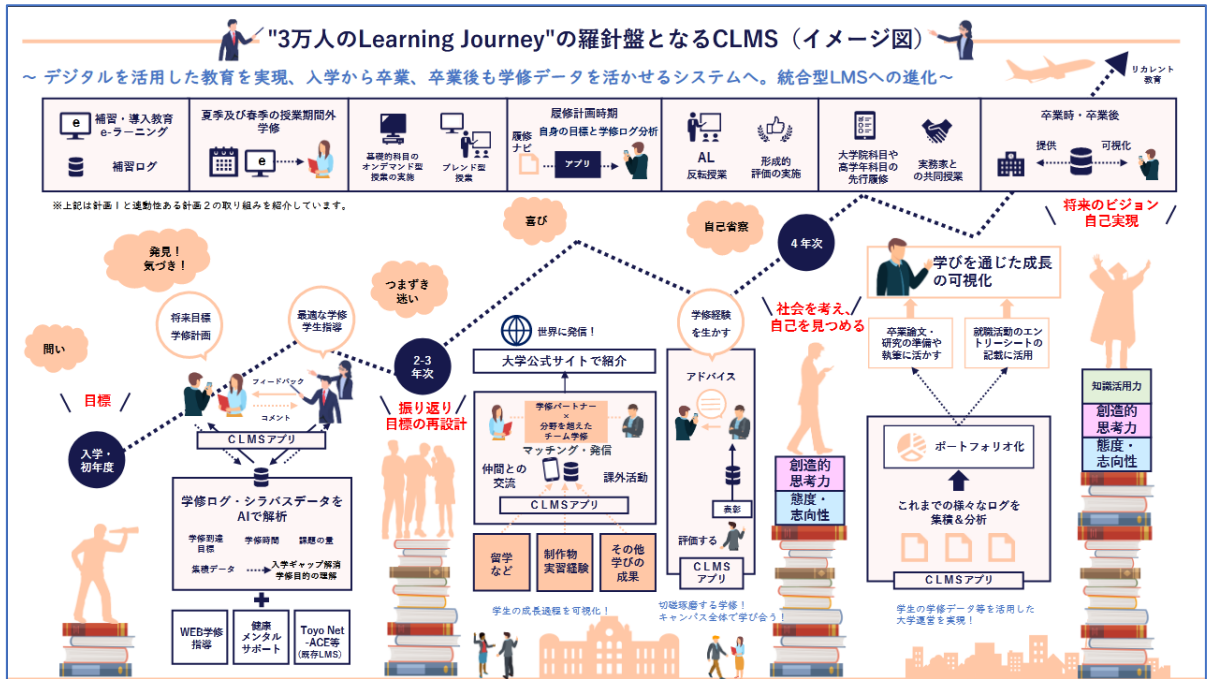 "3万人のLearning Journey"の羅針盤となるCLMS（イメージ図）
～ デジタルを活用した教育を実現、入学から卒業、卒業後も学修データを活かせるシステムへ。統合型LMSへの進化～
リカレント
教育
e
補習・導入教育
e-ラーニング
補習ログ
夏季及び春季の授業期間外
学修
e
基礎的科目の
オンデマンド型
授業の実施
ブレンド型
授業
履修計画時期
履修
ナビ
自身の目標と学修ログ分析
アプリ
AL
反転授業
形成的
評価の実施
大学院科目や
高学年科目の
先行履修
実務家と
の共同授業
卒業時・卒業後
提供
可視化
※上記は計画１と連動性ある計画２の取り組みを紹介しています。
発見！
気づき！
喜び
自己省察
4年次
将来のビジョン
自己実現
学びを通じた成長
の可視化
つまずき
迷い
問い
将来目標
学修計画
最適な学修
学生指導
目標
入学・
初年度
フィードバック
コメント
CLMSアプリ
学修ログ・シラバスデータを
AIで解析
学修到達
目標
学修時間
課題の量
集積データ
入学ギャップ解消
学修目的の理解
WEB学修
指導
健康
メンタル
サポート
Toyo Net
-ACE等
(既存LMS)
2-3
年次
振り返り
目標の再設計
世界に発信！
大学公式サイトで紹介
学修パートナー
×
分野を超えた
チーム学修
マッチング・発信
仲間との
交流
課外活動
CLMSアプリ
留学
など
制作物
実習経験
その他
学びの
成果
学生の成長過程を可視化！
学修経験
を生かす
アドバイス
表彰
評価する
CLMS
アプリ
切磋琢磨する学修！
キャンパス全体で学び合う！
社会を考え、
自己を見つめる
創造的
思考力
態度・
志向性
卒業論文・
研究の準備や
執筆に活かす
就職活動のエン
トリーシートの
記載に活用
ポートフォリオ化
これまでの様々なログを
集積＆分析
CLMSアプリ
学生の学修データ等を活用した
大学運営を実現！
知識活用力
創造的
思考力
態度・
志向性